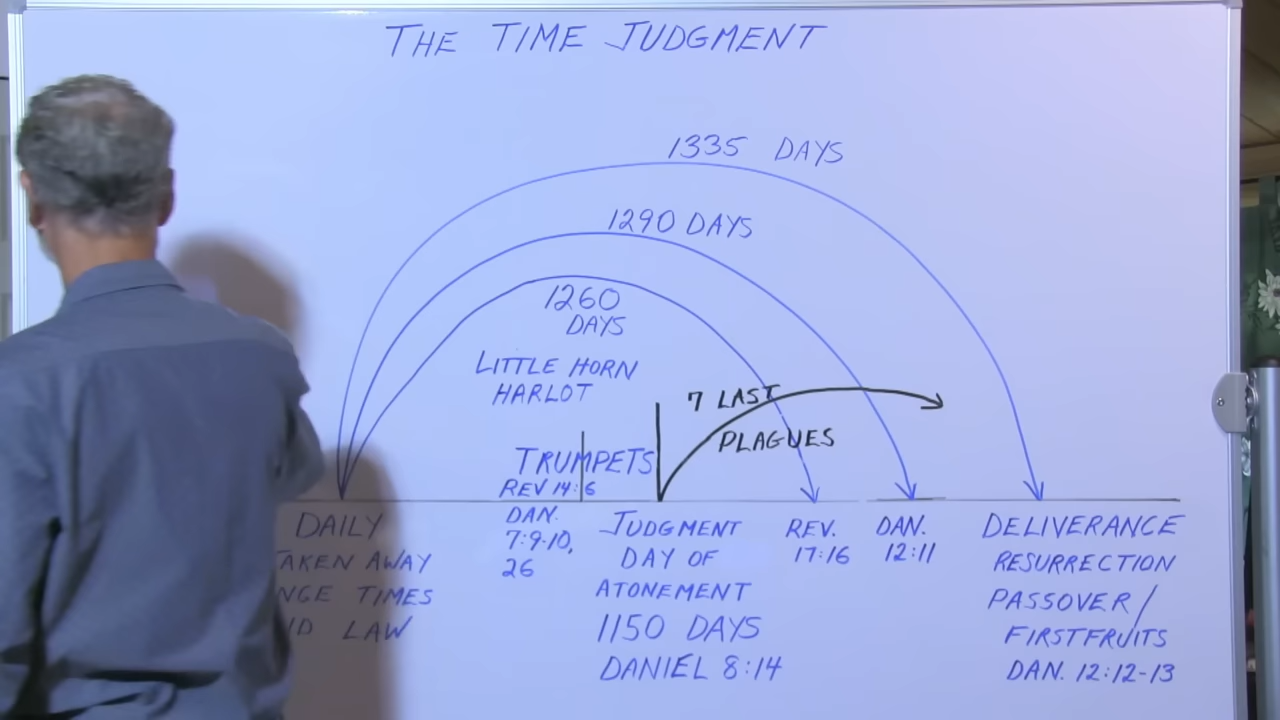 THE TIME JUDGMENT
1335 DAYS
1290 DAYS
1260
DAYS
LITTLE HORN
HARLOT
7 LAST
PLAGUES
TRUMPETS
REV 14:6
DAN.
7:9-10,
26
DAILY
AWAY
TIMES
LAW
JUDGMENT
DAY OF
ATONEMENT
1150 DAYS
DANIEL 8:14
REV.
17:16
DAN.
12:11
DELIVERANCE
RESURRECTION
PASSOVER/
FIRSTFRUITS
DAN. 12:12-13